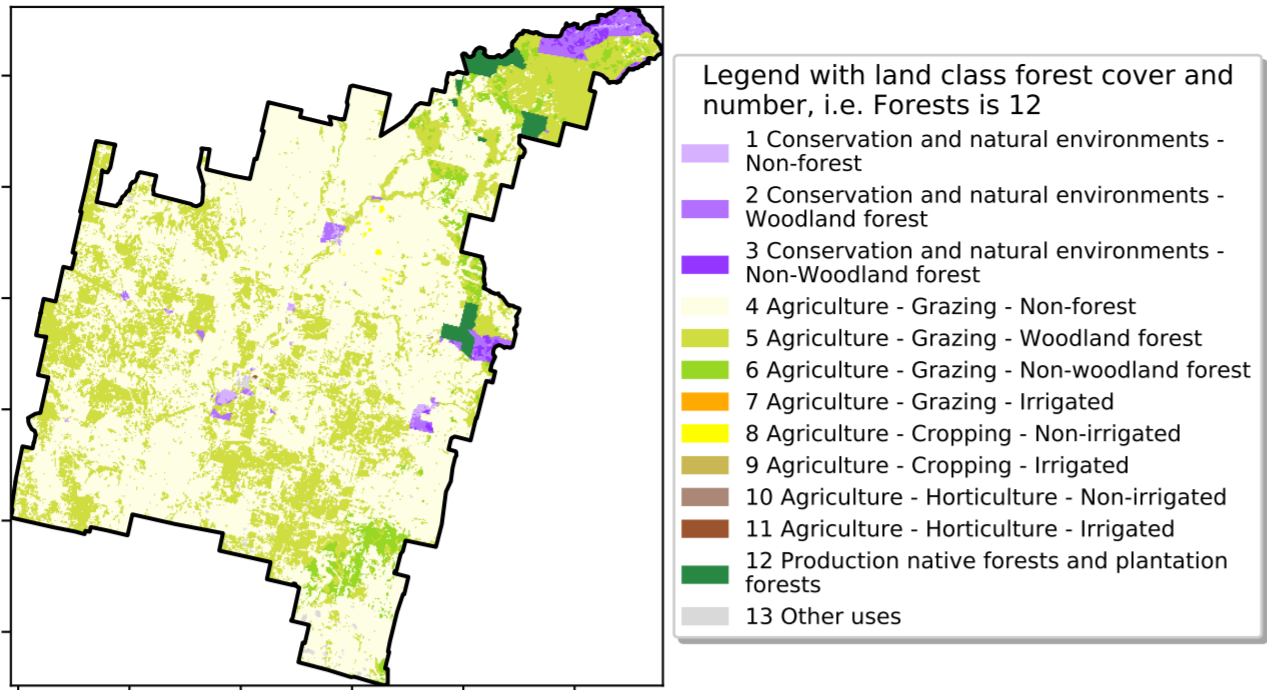 Legend with land class forest cover and
number, i.e. Forests is 12
1 Conservation and natural environments -
Non-forest
2 Conservation and natural environments -
Woodland forest
3 Conservation and natural environments -
Non-Woodland forest
4 Agriculture - Grazing - Non-forest
5 Agriculture - Grazing - Woodland forest
6 Agriculture - Grazing - Non-woodland forest
7 Agriculture - Grazing - Irrigated
8 Agriculture - Cropping - Non-irrigated
9 Agriculture - Cropping - Irrigated
10 Agriculture - Horticulture - Non-irrigated
11 Agriculture - Horticulture - Irrigated
12 Production native forests and plantation
forests
13 Other uses